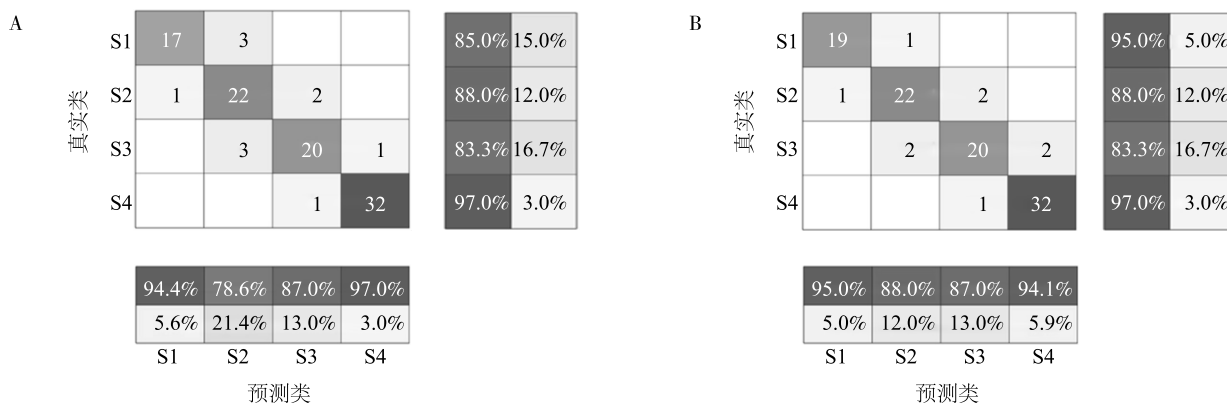 A
S1 17 3 85.0% 15.0%
S2 1 22 2 88.0% 12.0%
S3 3 20 1 83.3% 16.7%
S4 1 32 97.0% 3.0%
真实类
94.4% 78.6% 87.0% 97.0%
5.6% 21.4% 13.0% 3.0%
S1 S2 S3 S4
预测类
B
S1 19 1 95.0% 5.0%
S2 1 22 2 88.0% 12.0%
S3 2 20 2 83.3% 16.7%
S4 1 32 97.0% 3.0%
真实类
95.0% 88.0% 87.0% 94.1%
5.0% 12.0% 13.0% 5.9%
S1 S2 S3 S4
预测类